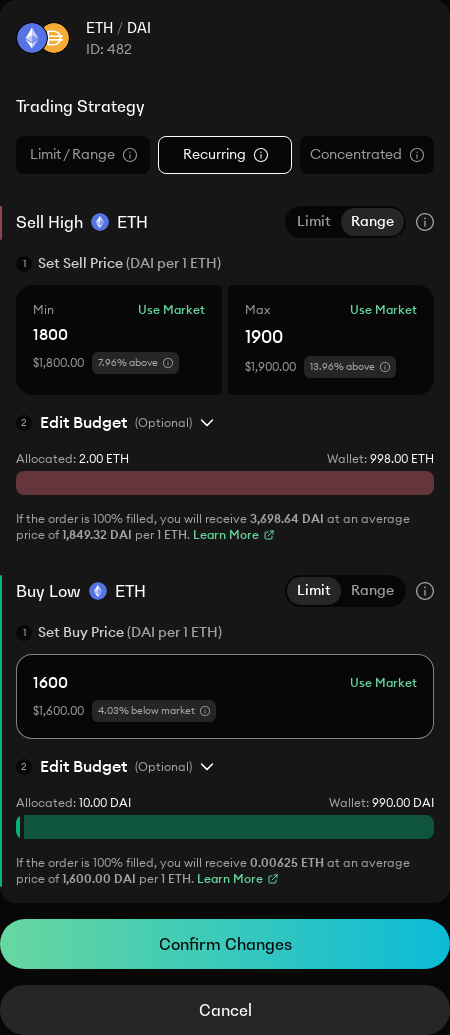 ETH / DAI
ID: 482
Trading Strategy
Limit / Range
Recurring
Concentrated
Sell High ETH
Limit
Range
1 Set Sell Price (DAI per 1 ETH)
Min Use Market
1800
$1,800.00 7.96% above
Max Use Market
1900
$1,900.00 13.96% above
2 Edit Budget (Optional)
Allocated: 2.00 ETH Wallet: 998.00 ETH
If the order is 100% filled, you will receive 3,698.64 DAI at an average
price of 1,849.32 DAI per 1 ETH. Learn More
Buy Low ETH
Limit
Range
1 Set Buy Price (DAI per 1 ETH)
1600 Use Market
$1,600.00 4.03% below market
2 Edit Budget (Optional)
Allocated: 10.00 DAI Wallet: 990.00 DAI
If the order is 100% filled, you will receive 0.00625 ETH at an average
price of 1,600.00 DAI per 1 ETH. Learn More
Confirm Changes
Cancel